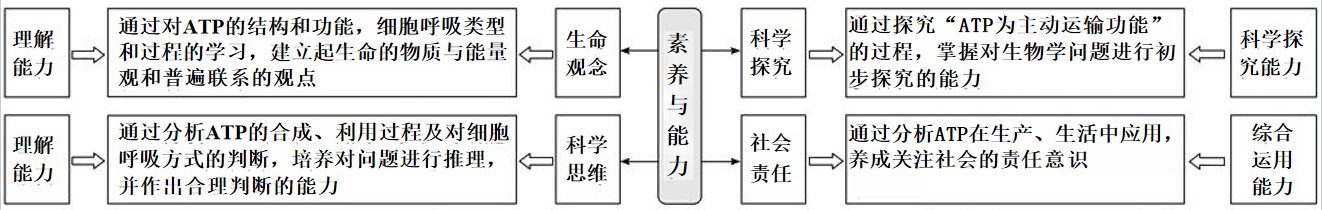 理解
能力
通过对ATP的结构和功能，细胞呼吸类型
和过程的学习，建立起生命的物质与能量
观和普遍联系的观点
生命
观念
素养与能力
科学
探究
通过探究“ATP为主动运输功能”
的过程，掌握对生物学问题进行初
步探究的能力
科学探
究能力
理解
能力
通过分析ATP的合成、利用过程及对细胞
呼吸方式的判断，培养对问题进行推理，
并作出合理判断的能力
科学
思维
社会
责任
通过分析ATP在生产、生活中应用，
养成关注社会的责任意识
综合
运用
能力